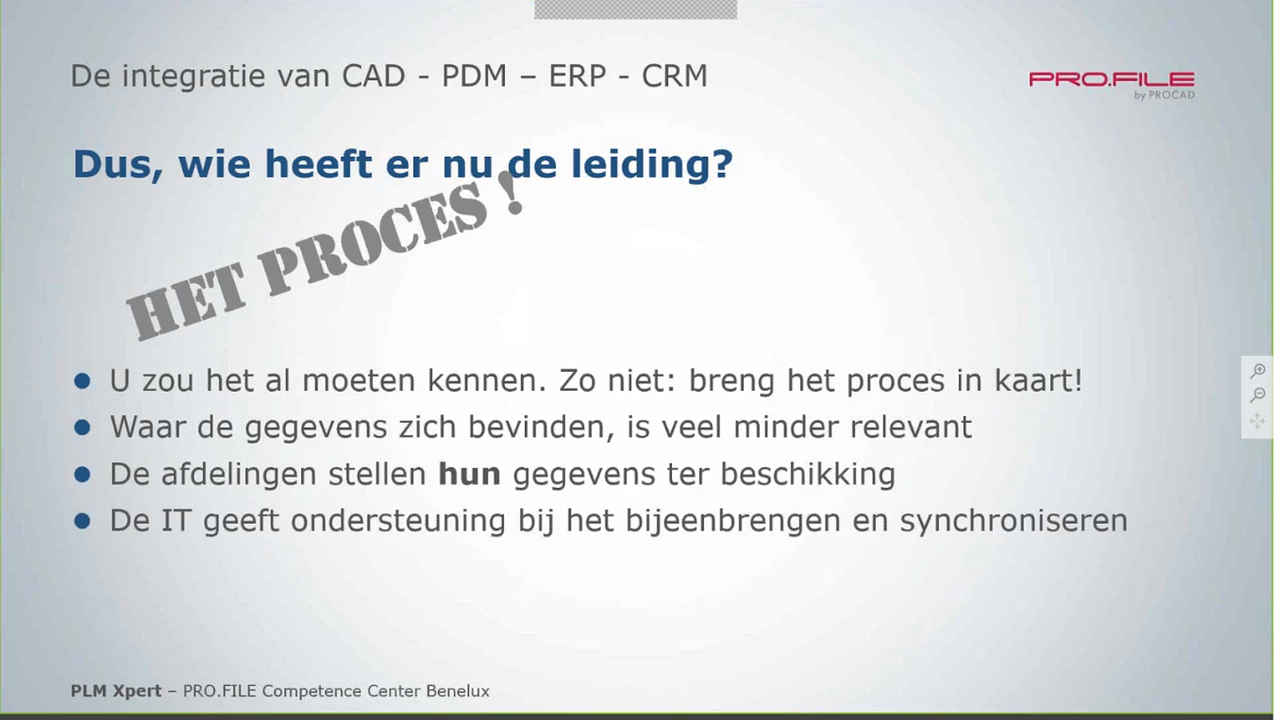 De integratie van CAD - PDM – ERP - CRM
PRO.FILE
by PROCAD
Dus, wie heeft er nu de leiding?
HET PROCES !
U zou het al moeten kennen. Zo niet: breng het proces in kaart!
Waar de gegevens zich bevinden, is veel minder relevant
De afdelingen stellen hun gegevens ter beschikking
De IT geeft ondersteuning bij het bijeenbrengen en synchroniseren
PLM Xpert – PRO.FILE Competence Center Benelux